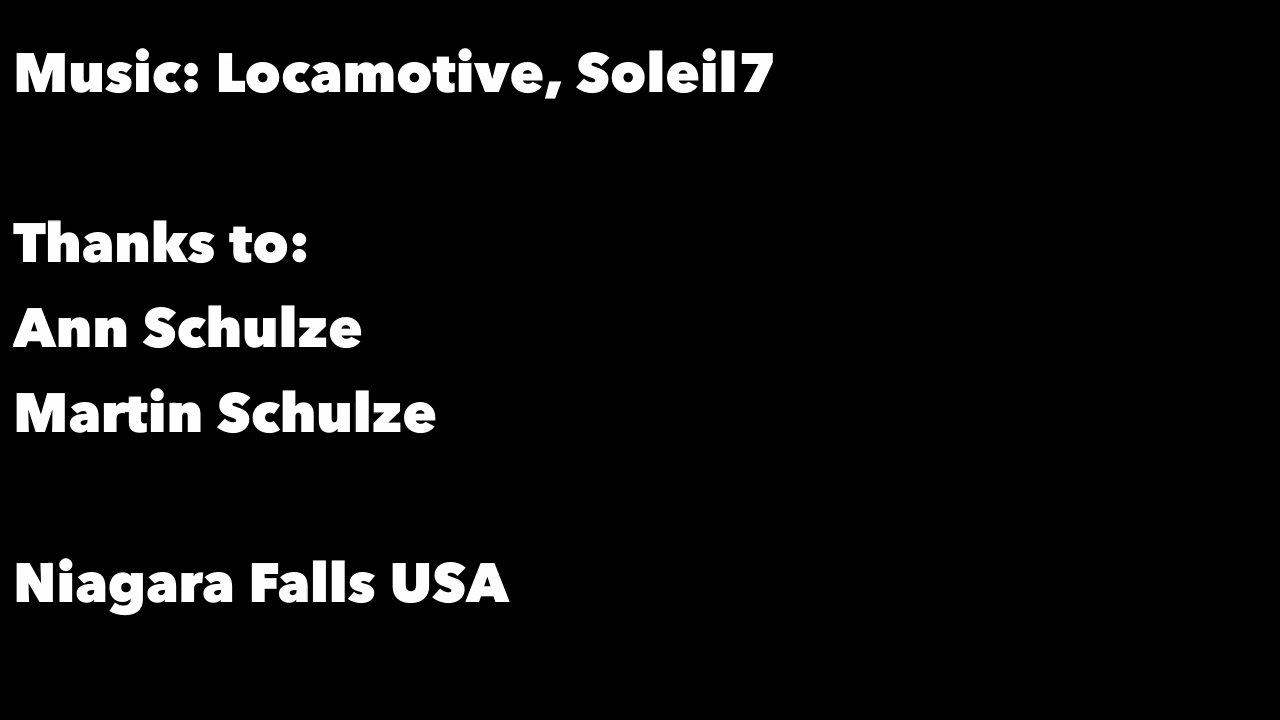 Music: Locamotive, Soleil7
Thanks to:
Ann Schulze
Martin Schulze
Niagara Falls USA